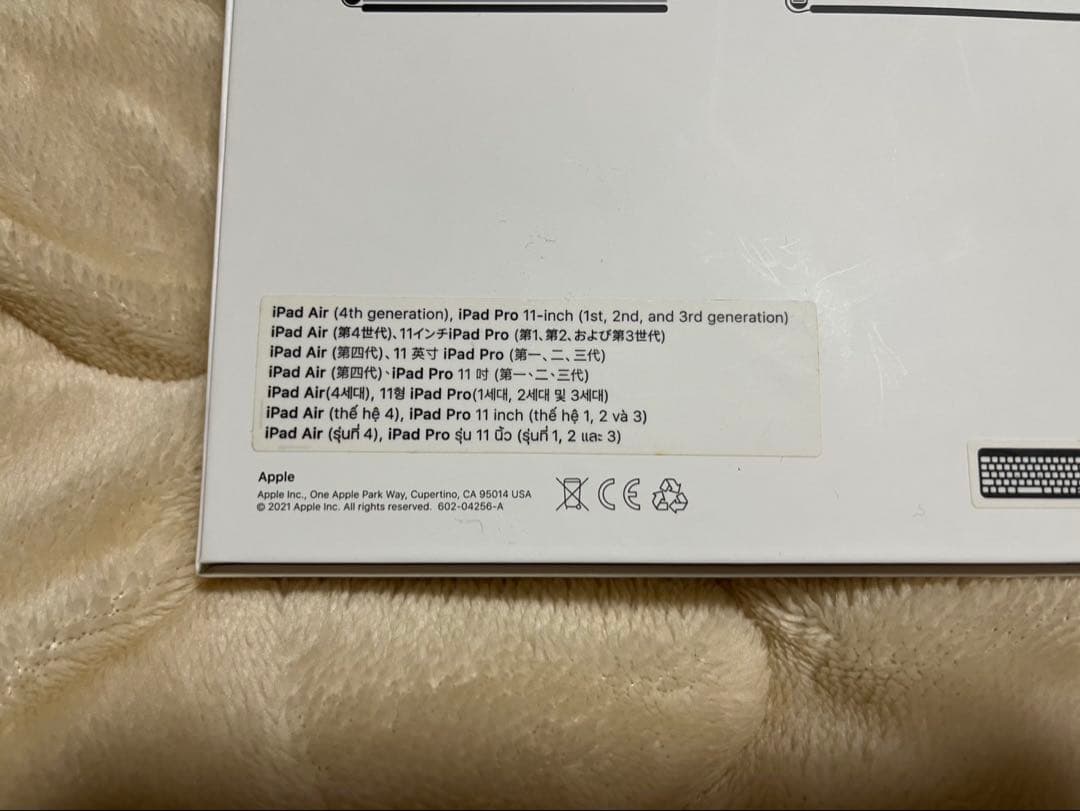 iPad Air (4th generation), iPad Pro 11-inch (1st, 2nd, and 3rd generation)
iPad Air (第4世代)、11インチiPad Pro (第1、第2、および第3世代)
iPad Air (第四代)、11 英寸 iPad Pro (第一、二、三代)
iPad Air (第四代)、iPad Pro 11 吋 (第一、二、三代)
iPad Air(4세대), 11형 iPad Pro(1세대, 2세대 및 3세대)
iPad Air (thế hệ 4), iPad Pro 11 inch (thế hệ 1, 2 và 3)
iPad Air (รุ่นที่ 4), iPad Pro รุ่น 11 นิ้ว (รุ่นที่ 1, 2 และ 3)
Apple
Apple Inc., One Apple Park Way, Cupertino, CA 95014 USA
© 2021 Apple Inc. All rights reserved. 602-04256-A
CE